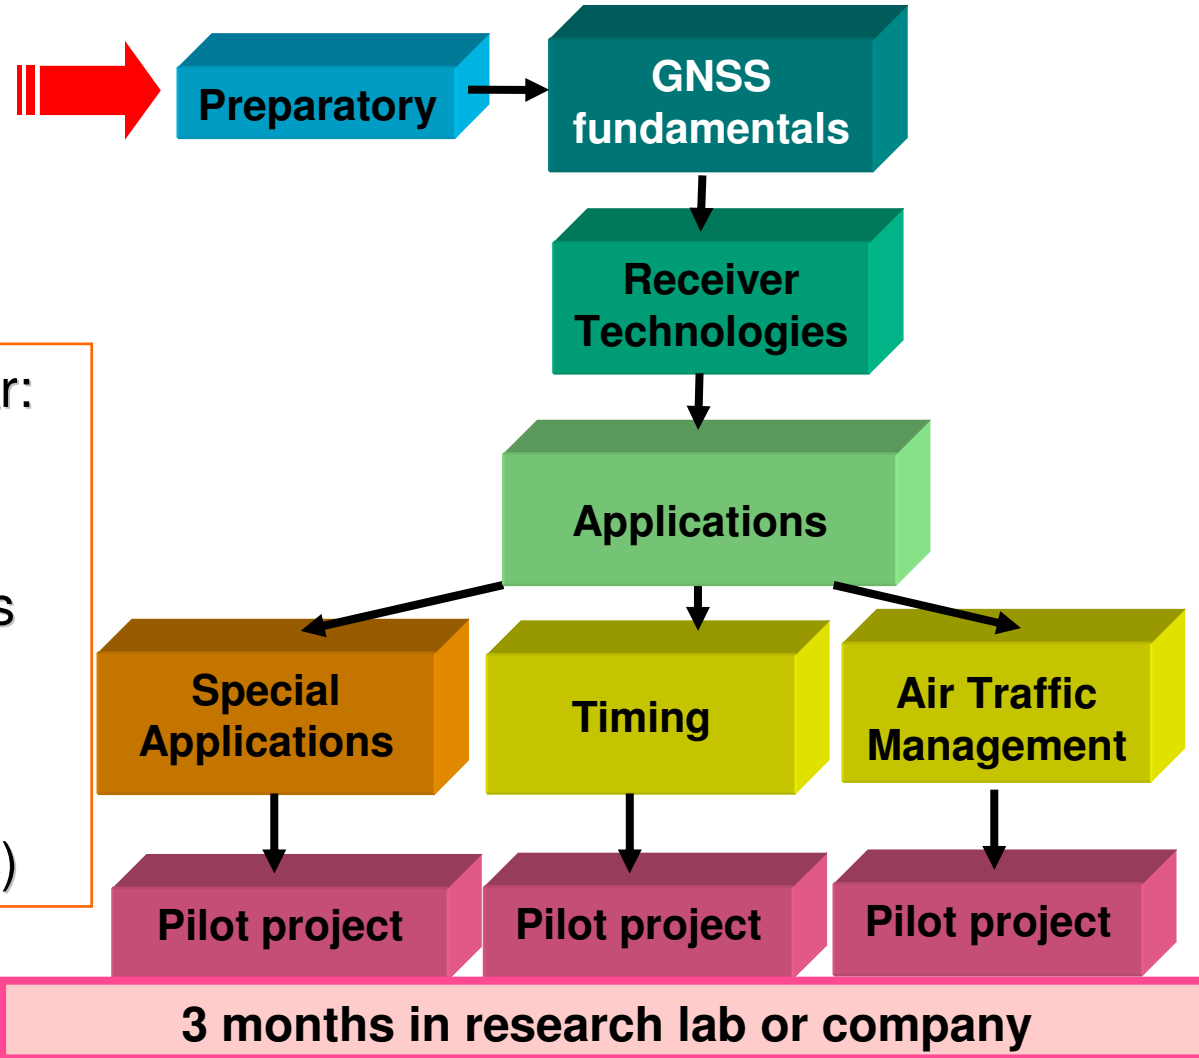 Preparatory
GNSS
fundamentals
Receiver
Technologies
Applications
Special
Applications
Timing
Air Traffic
Management
Pilot project
Pilot project
Pilot project
3 months in research lab or company